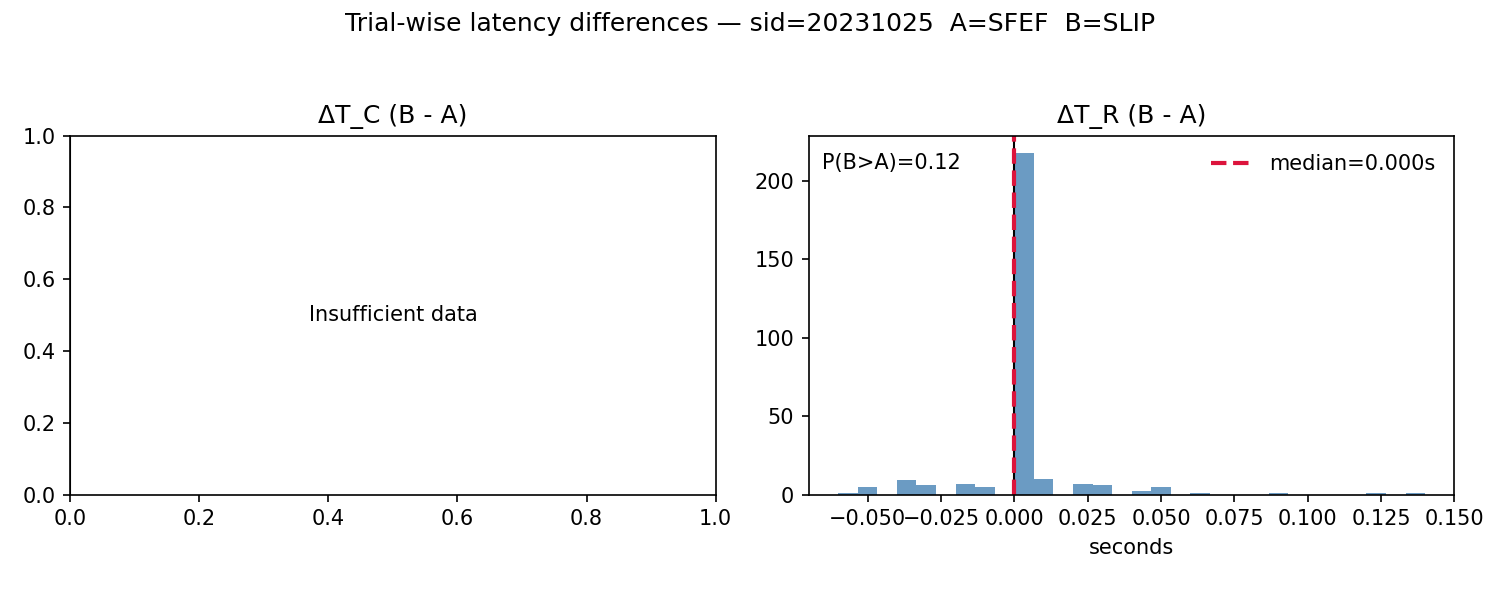 Trial-wise latency differences — sid=20231025  A=SFEF  B=SLIP
ΔT_C (B - A)
1.0
0.8
0.6
0.4
0.2
0.0
Insufficient data
0.0 0.2 0.4 0.6 0.8 1.0
ΔT_R (B - A)
P(B>A)=0.12
median=0.000s
200
150
100
50
0
−0.050 −0.025 0.000 0.025 0.050 0.075 0.100 0.125 0.150
seconds